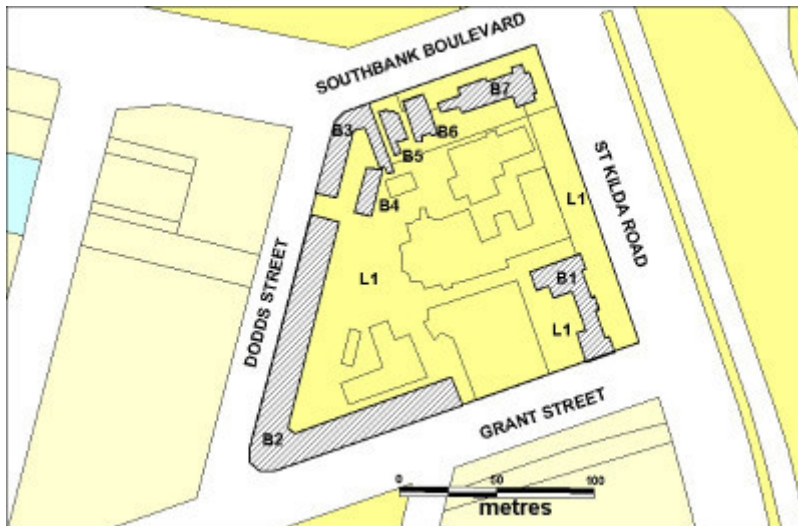 SOUTHBANK BOULEVARD
B7
B3
B6
B5
B4
ST KILDA ROAD
L1
L1
B1
DODDS STREET
L1
B2
GRANT STREET
0 50 100
metres